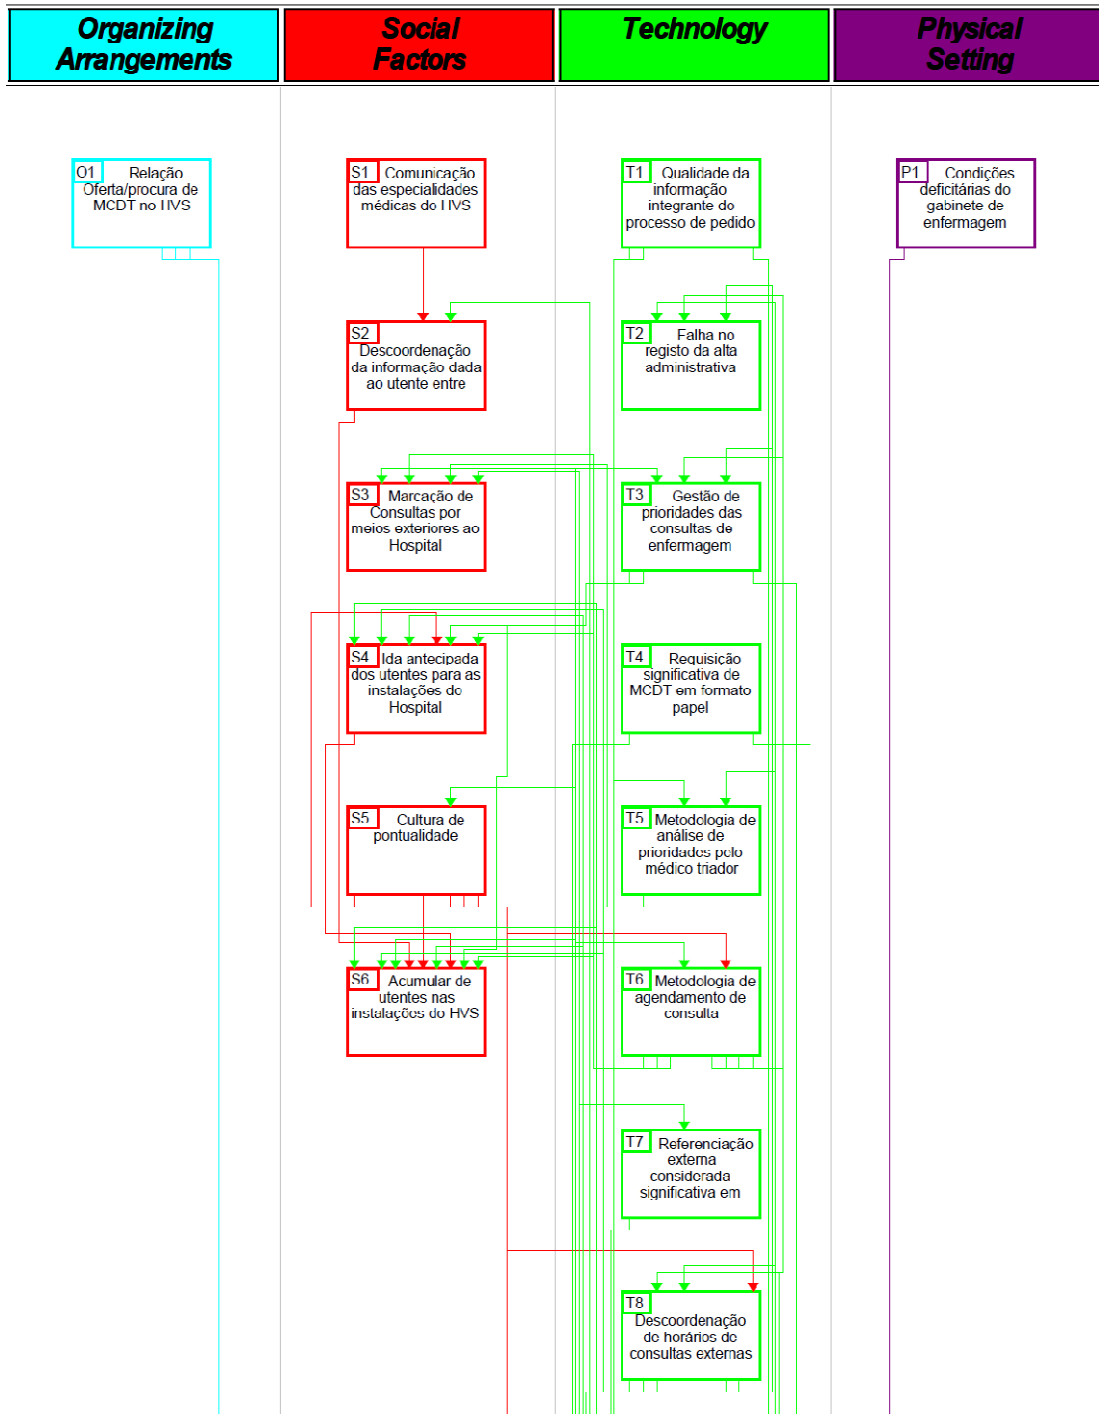 Organizing
Arrangements
Social
Factors
Technology
Physical
Setting
O1 Relação
Oferta/procura de
MCDT no HVS
S1 Comunicação
das especialidades
médicas do HVS
T1 Qualidade da
informação
integrante do
processo de pedido
P1 Condições
deficitárias do
gabinete de
enfermagem
S2
Descoordenação
da informação dada
ao utente entre
T2 Falha no
registo da alta
administrativa
S3 Marcação de
Consultas por
meios exteriores ao
Hospital
T3 Gestão de
prioridades das
consultas de
enfermagem
S4 Ida antecipada
dos utentes para as
instalações do
Hospital
T4 Requisição
significativa de
MCDT em formato
papel
S5 Cultura de
pontualidade
T5 Metodologia de
análise de
prioridades pelo
médico triador
S6 Acumular de
utentes nas
instalações do HVS
T6 Metodologia de
agendamento de
consulta
T7 Referenciação
externa
considerada
significativa em
T8
Descoordenação
de horários de
consultas externas